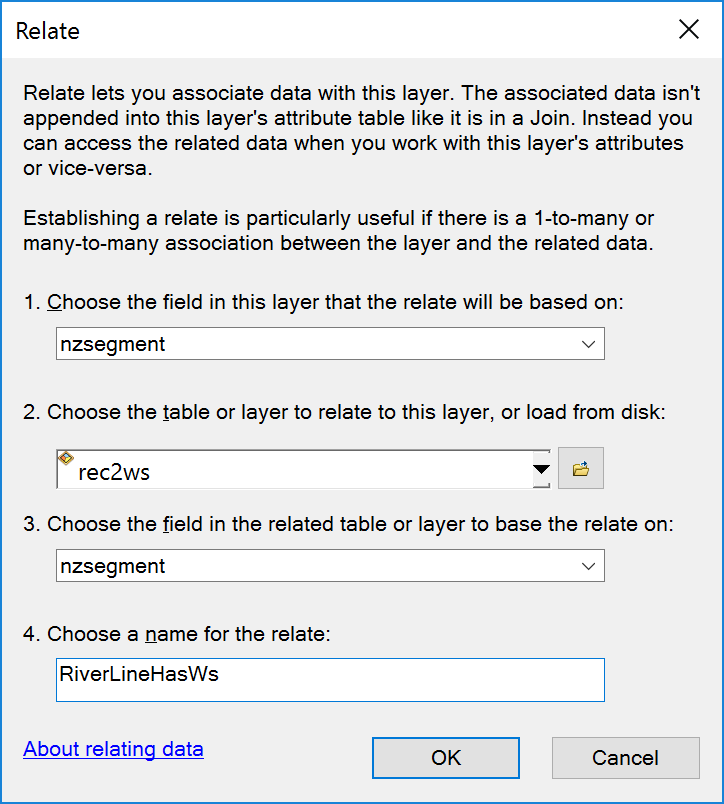 Relate
Relate lets you associate data with this layer. The associated data isn't
appended into this layer's attribute table like it is in a Join. Instead you
can access the related data when you work with this layer's attributes
or vice-versa.
Establishing a relate is particularly useful if there is a 1-to-many or
many-to-many association between the layer and the related data.
1. Choose the field in this layer that the relate will be based on:
nzsegment
2. Choose the table or layer to relate to this layer, or load from disk:
rec2ws
3. Choose the field in the related table or layer to base the relate on:
nzsegment
4. Choose a name for the relate:
RiverLineHasWs
About relating data
OK
Cancel